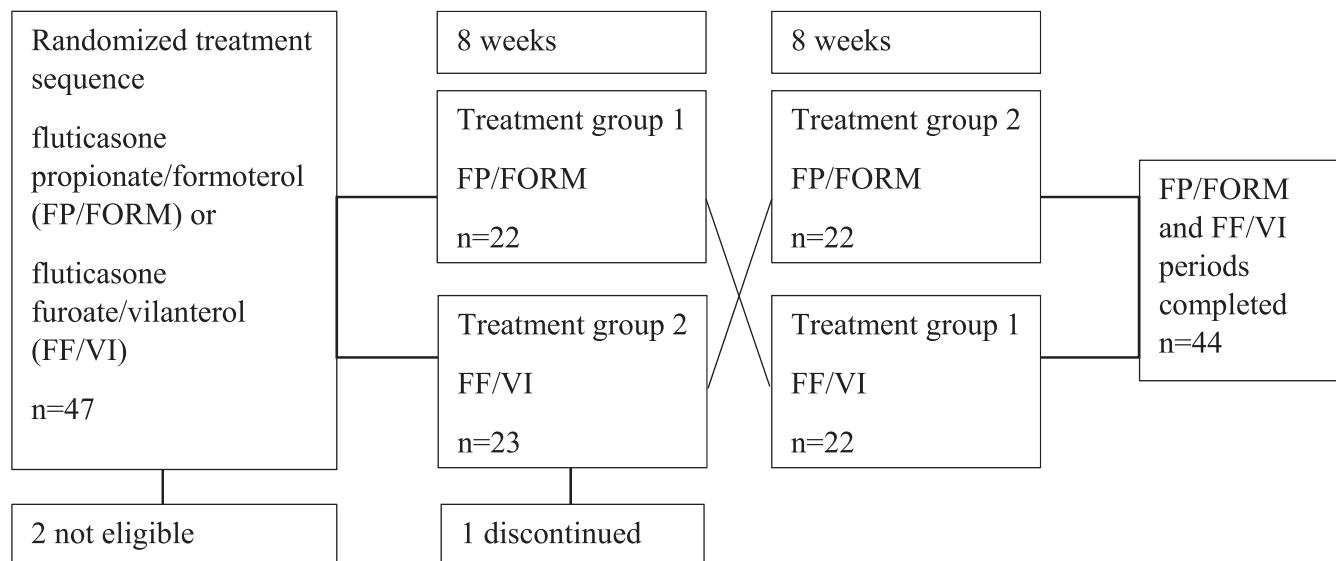 Randomized treatment
sequence
fluticasone
propionate/formoterol
(FP/FORM) or
fluticasone
furoate/vilanterol
(FF/VI)
n=47
2 not eligible
8 weeks
Treatment group 1
FP/FORM
n=22
Treatment group 2
FF/VI
n=23
1 discontinued
8 weeks
Treatment group 2
FP/FORM
n=22
Treatment group 1
FF/VI
n=22
FP/FORM
and FF/VI
periods
completed
n=44